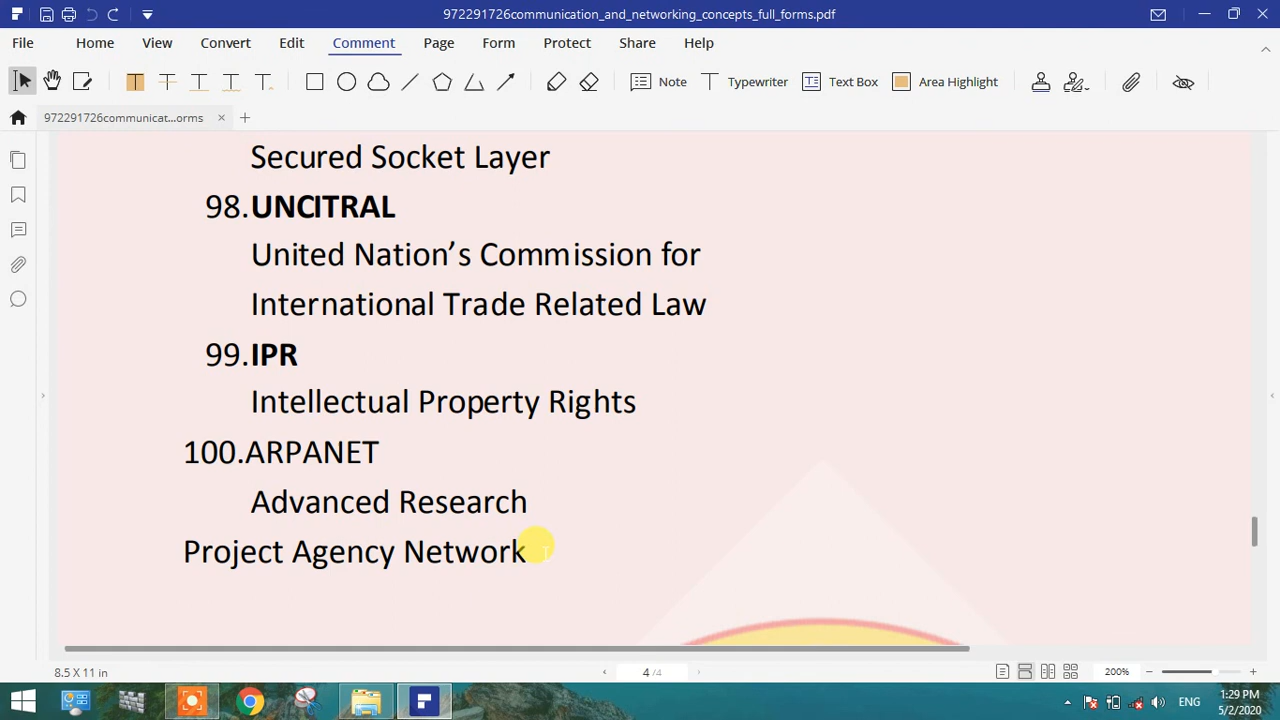 972291726communication_and_networking_concepts_full_forms.pdf
File Home View Convert Edit Comment Page Form Protect Share Help
Note Typewriter Text Box Area Highlight
972291726communicat...orms
Secured Socket Layer
98.UNCITRAL
United Nation’s Commission for
International Trade Related Law
99.IPR
Intellectual Property Rights
100.ARPANET
Advanced Research
Project Agency Network
8.5 X 11 in 4 /4 200%
ENG
1:29 PM
5/2/2020